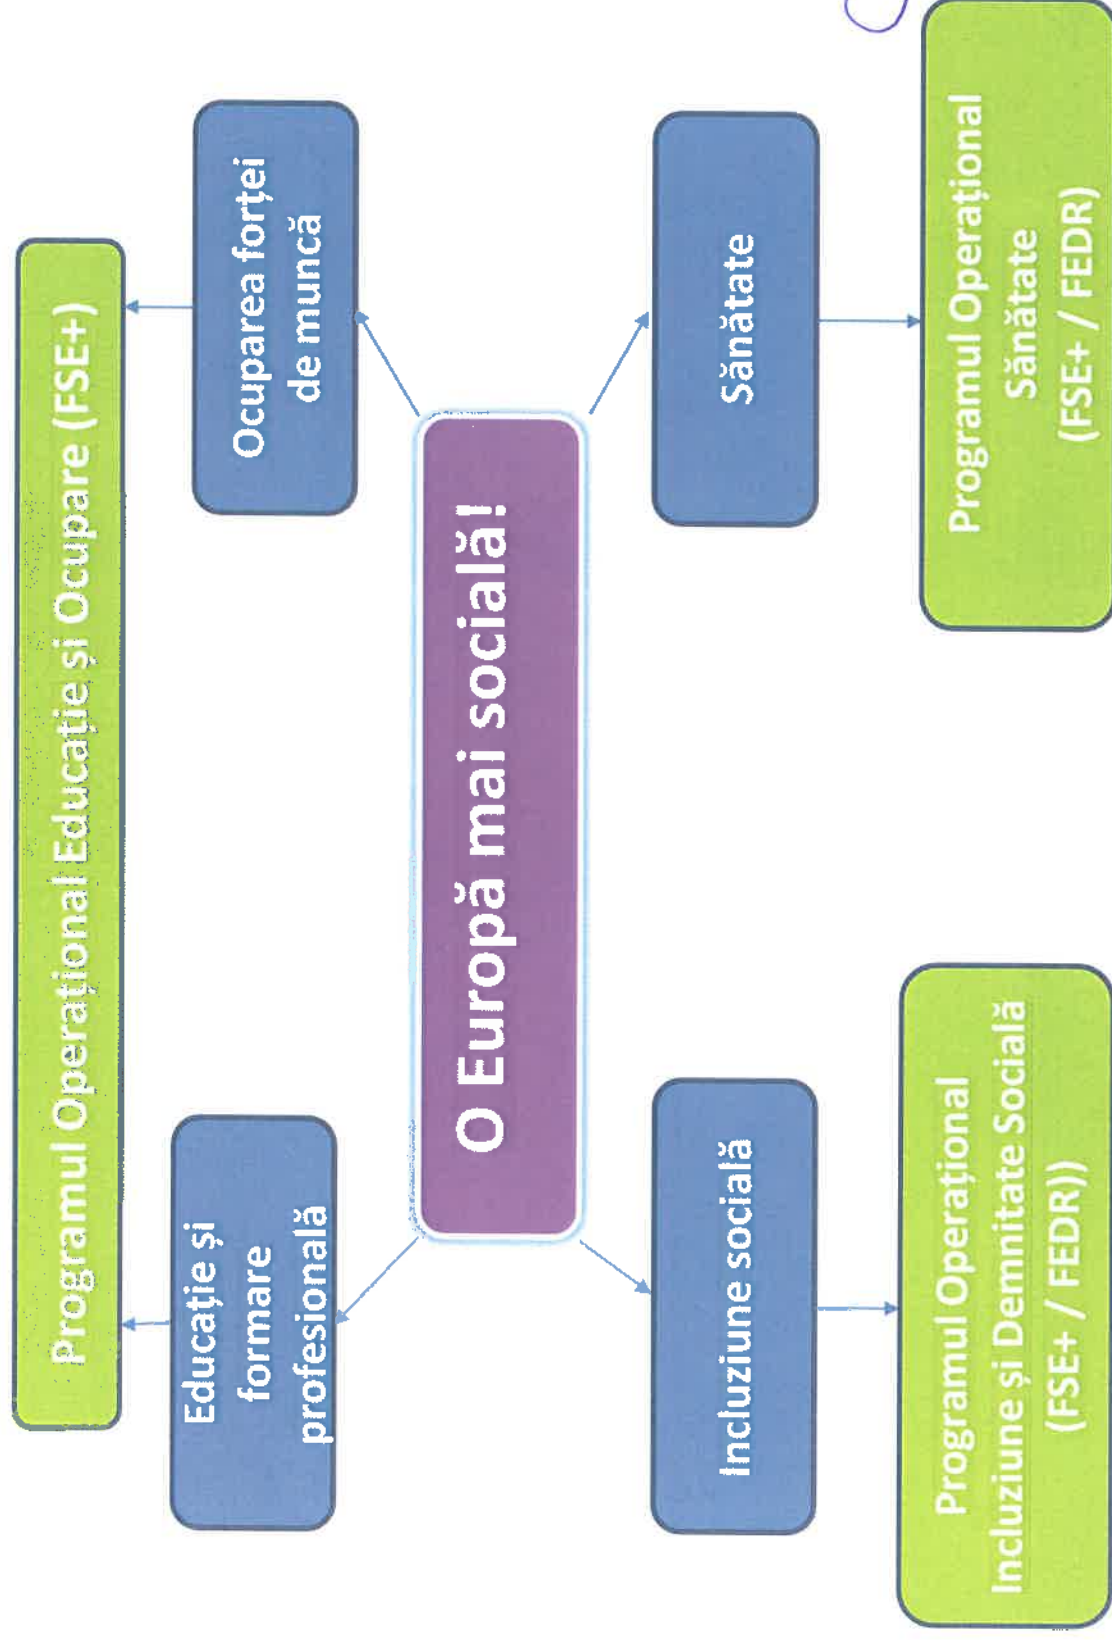 Programul Operațional Educație și Ocupare (FSE+)
Educație și
formare
profesională
Ocuparea forței
de muncă
O Europă mai socială!
Incluziune socială
Sănătate
Programul Operațional
Incluziune și Demnitate Socială
(FSE+ / FEDR))
Programul Operațional
Sănătate
(FSE+ / FEDR)